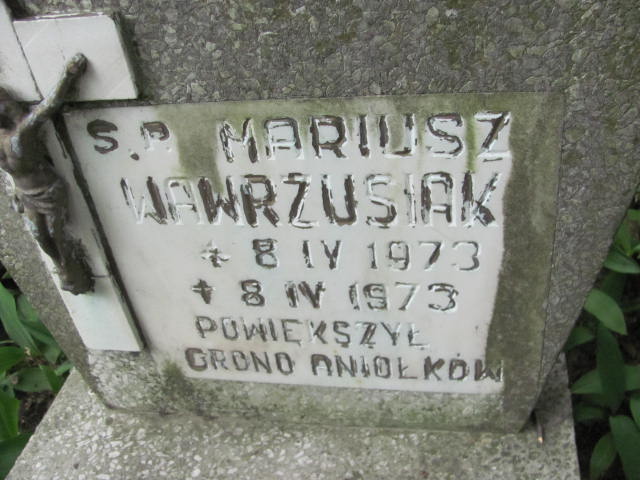 Ś.P. MARIUSZ
WAWRZUSIAK
* 8 IV 1973
+ 8 IV 1973
POWIĘKSZYŁ
GRONO ANIOŁKÓW